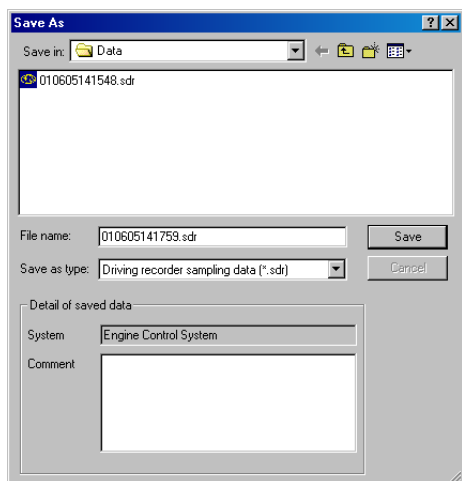 Save As
Save in: Data
010605141548.sdr
File name: 010605141759.sdr Save
Save as type: Driving recorder sampling data (*.sdr) Cancel
Detail of saved data
System Engine Control System
Comment